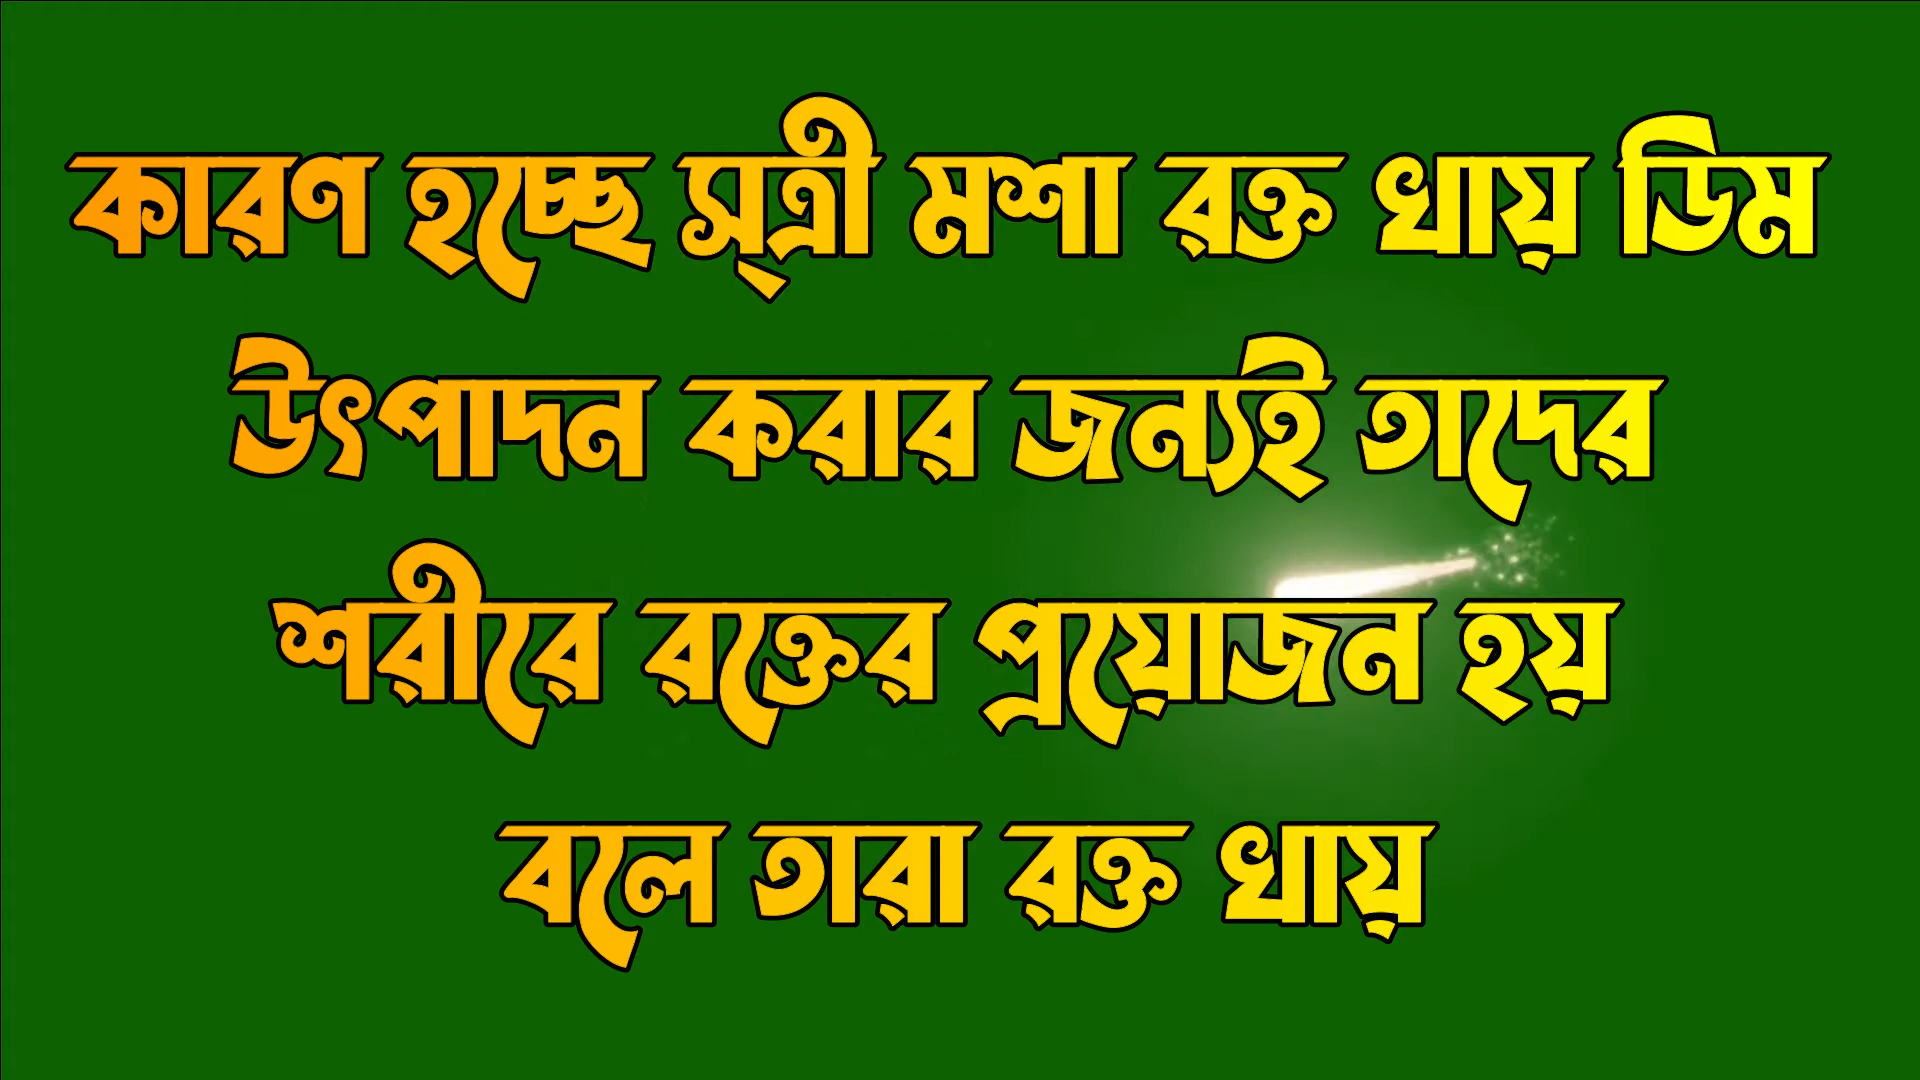 কারণ হচ্ছে স্ত্রী মশা রক্ত খায় ডিম
উৎপাদন করার জন্যই তাদের
শরীরে রক্তের প্রয়োজন হয়
বলে তারা রক্ত খায়